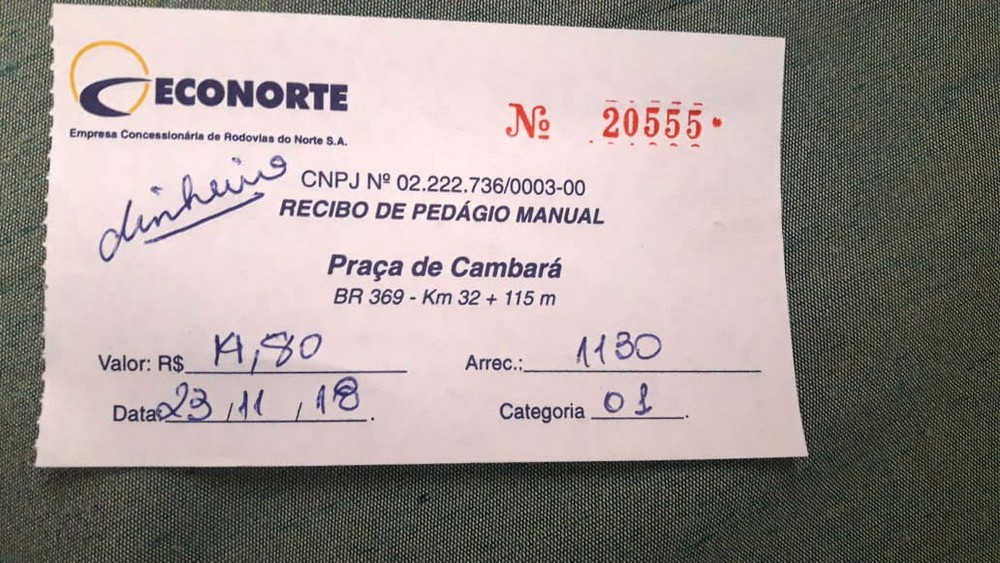 ECONORTE
Empresa Concessionária de Rodovias do Norte S.A.
Nº 20555
dinheiro
CNPJ Nº 02.222.736/0003-00
RECIBO DE PEDÁGIO MANUAL
Praça de Cambará
BR 369 - Km 32 + 115 m
Valor: R$ 14,80 Arrec.: 1130
Data 23 / 11 / 18 . Categoria 01 .